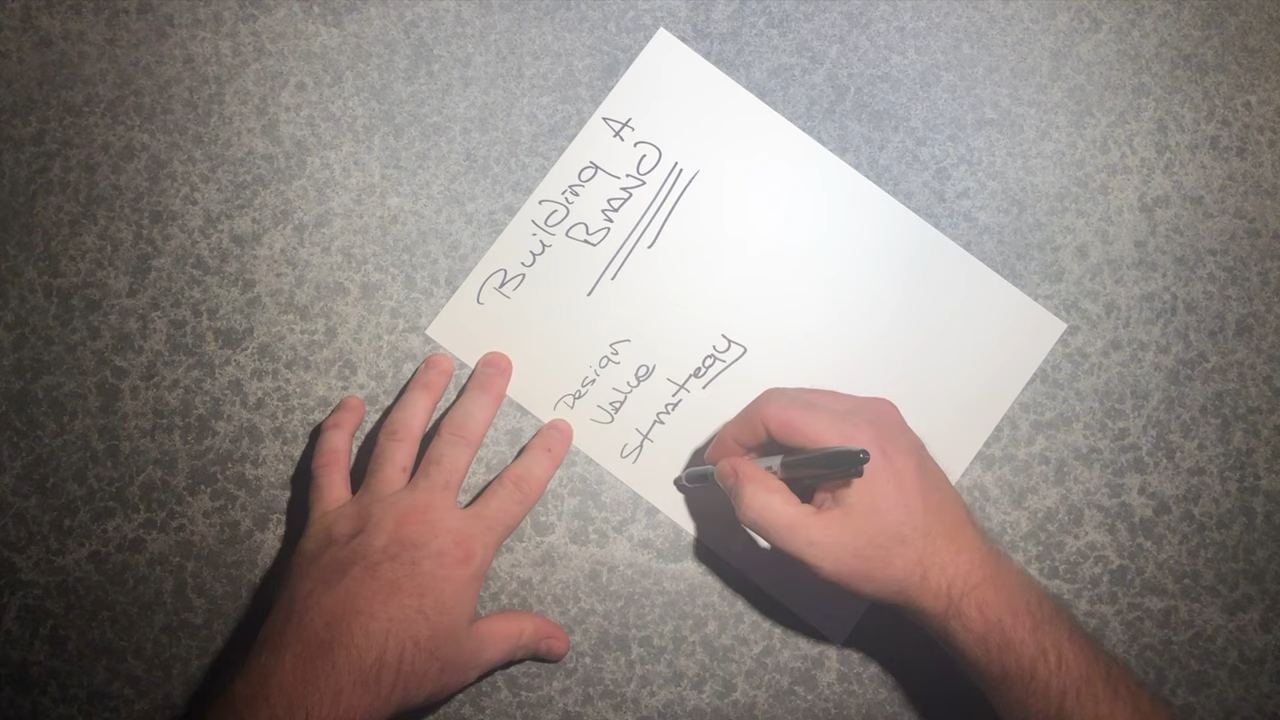 Building A
Brand
Design
Value
Strategy